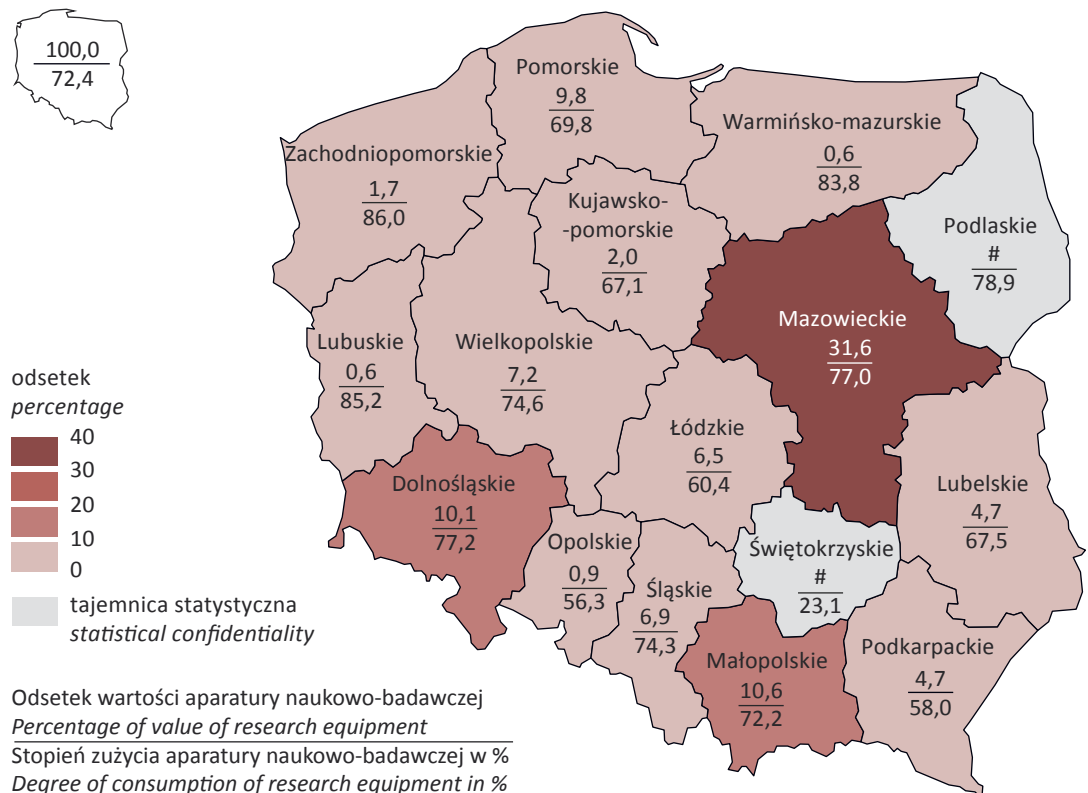 100,0
72,4
Pomorskie
9,8
69,8
Warmińsko-mazurskie
0,6
83,8
Zachodniopomorskie
1,7
86,0
Kujawsko-
-pomorskie
2,0
67,1
Podlaskie
#
78,9
Mazowieckie
31,6
77,0
Lubuskie
0,6
85,2
Wielkopolskie
7,2
74,6
Łódzkie
6,5
60,4
Dolnośląskie
10,1
77,2
Lubelskie
4,7
67,5
Opolskie
0,9
56,3
Śląskie
6,9
74,3
Świętokrzyskie
#
23,1
Małopolskie
10,6
72,2
Podkarpackie
4,7
58,0
odsetek
percentage
40
30
20
10
0
tajemnica statystyczna
statistical confidentiality
Odsetek wartości aparatury naukowo-badawczej
Percentage of value of research equipment
Stopień zużycia aparatury naukowo-badawczej w %
Degree of consumption of research equipment in %